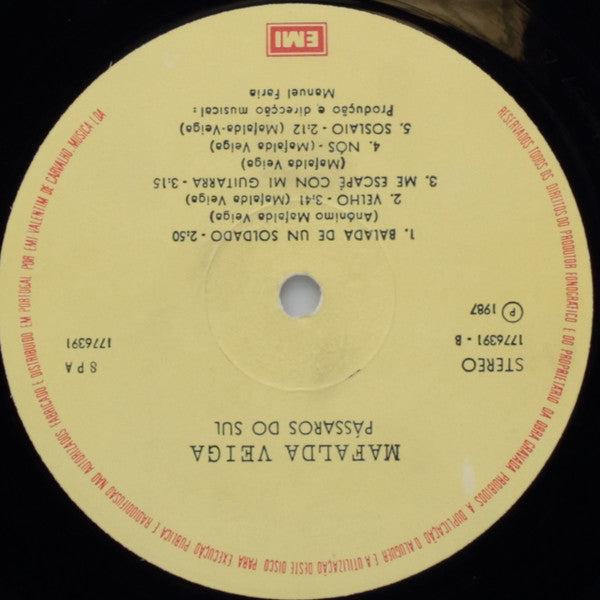 MAFALDA VEIGA
PÁSSAROS DO SUL
STEREO
1776391 - B
Ⓟ 1987
S P A
1776391
1. BALADA DE UN SOLDADO - 2:50
(Anónimo Mafalda Veiga)
2. VELHO - 3:41 (Mafalda Veiga)
3. ME ESCAPÉ CON MI GUITARRA - 3:15
(Mafalda Veiga)
4. NÓS - (Mafalda Veiga)
5. SOSLAIO - 2:12 (Mafalda-Veiga)
Produção e direcção musical:
Manuel Faria
EMI
RESERVADOS TODOS OS DIREITOS DO PRODUTOR FONOGRÁFICO E DO PROPRIETÁRIO DA OBRA GRAVADA PROIBIDOS A DUPLICAÇÃO O ALUGUER E A UTILIZAÇÃO DESTE DISCO PARA EXECUÇÃO PÚBLICA E RADIODIFUSÃO NÃO AUTORIZADOS FABRICADO E DISTRIBUÍDO EM PORTUGAL POR EMI VALENTIM DE CARVALHO, MÚSICA LDA